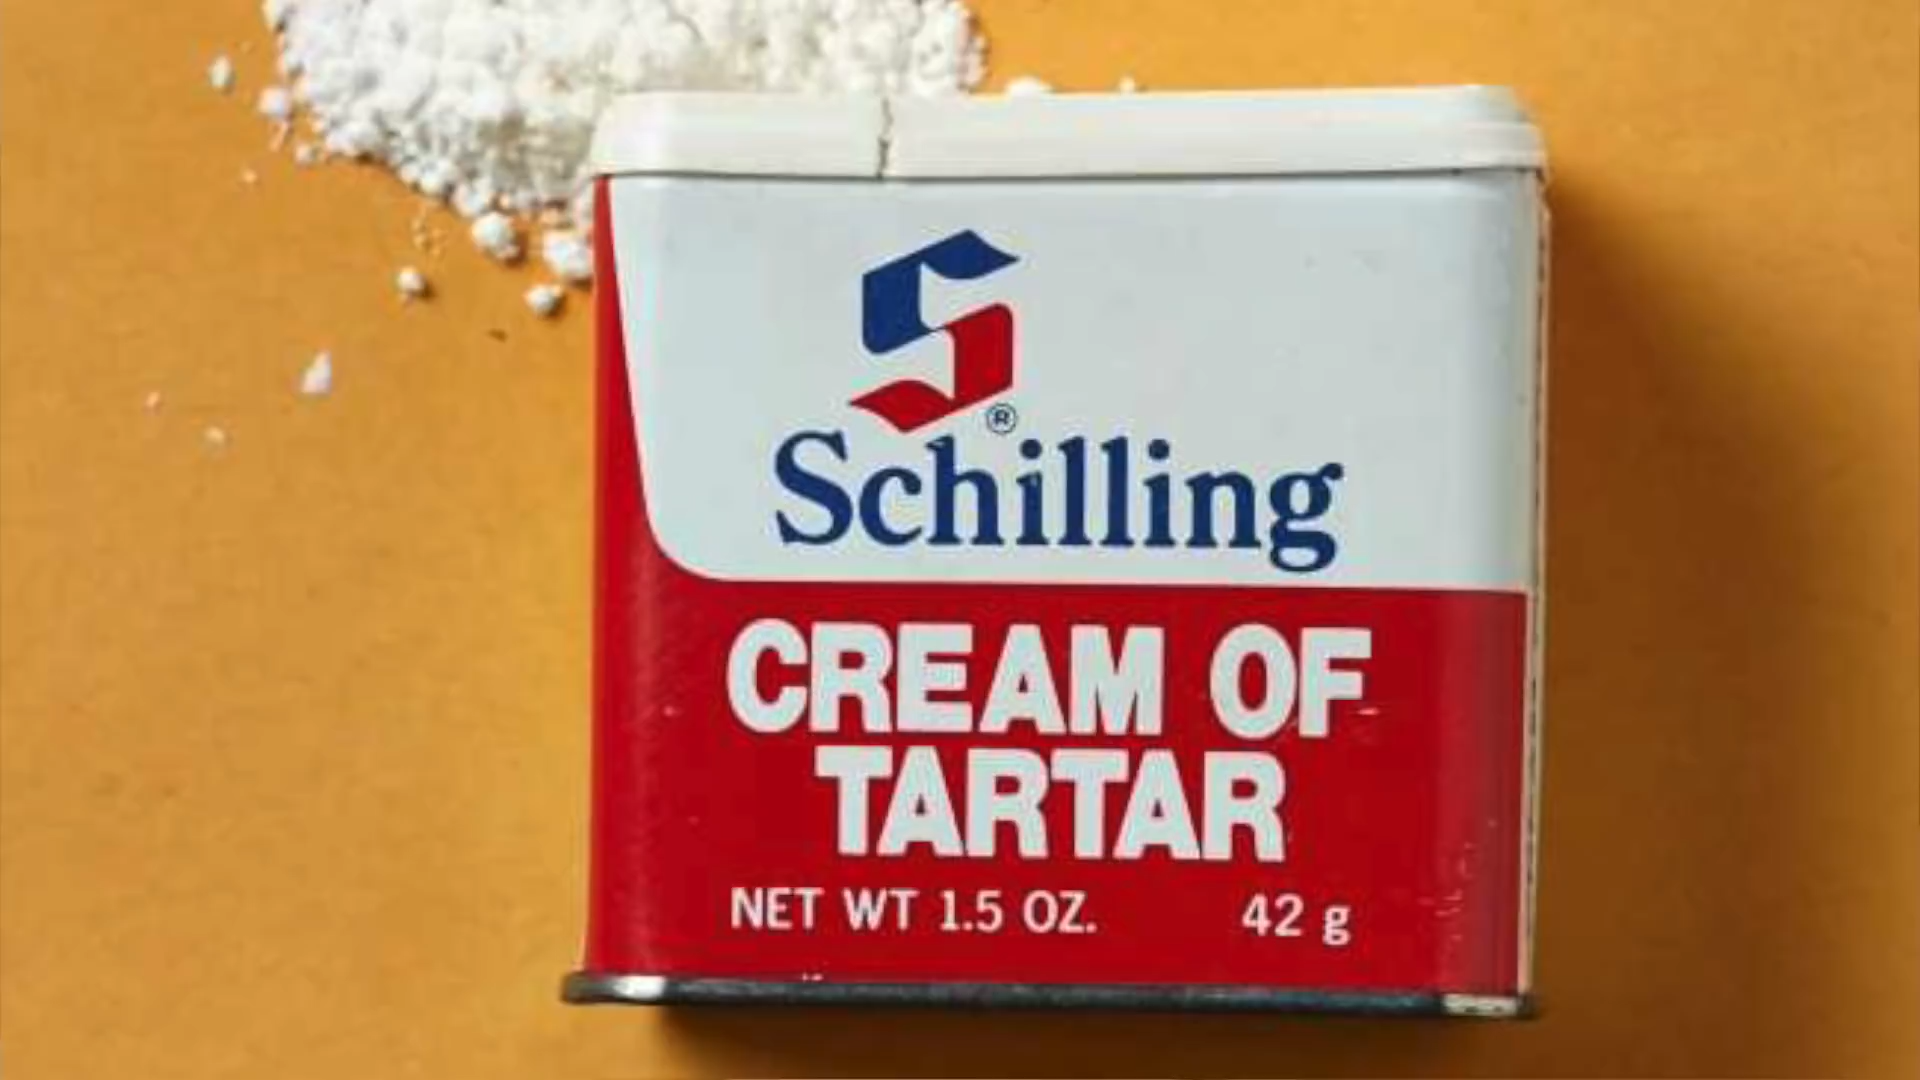 S®
Schilling
CREAM OF
TARTAR
NET WT 1.5 OZ. 42 g